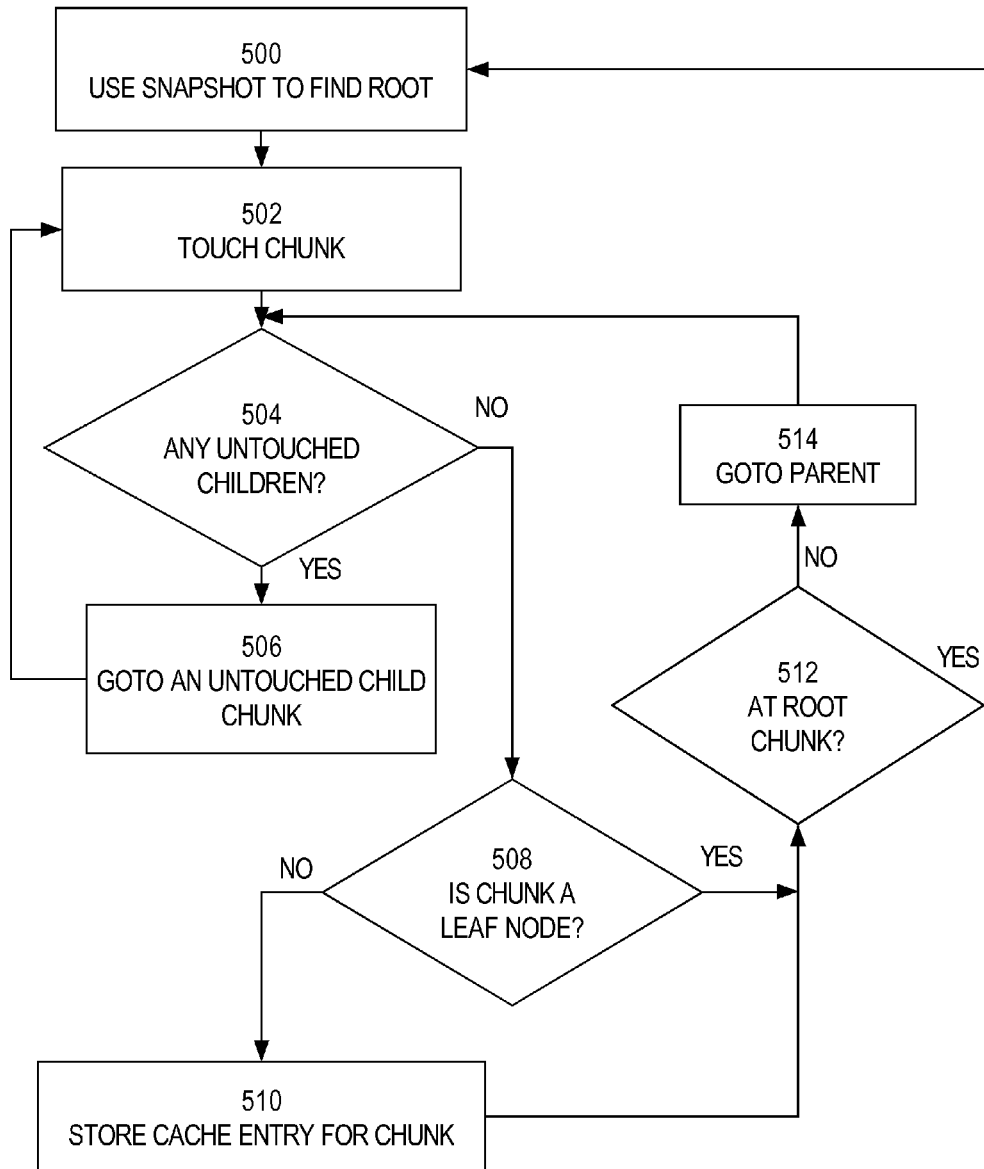 500
USE SNAPSHOT TO FIND ROOT
502
TOUCH CHUNK
504
ANY UNTOUCHED
CHILDREN?
NO
YES
506
GOTO AN UNTOUCHED CHILD
CHUNK
514
GOTO PARENT
NO
512
AT ROOT
CHUNK?
YES
508
IS CHUNK A
LEAF NODE?
NO
YES
510
STORE CACHE ENTRY FOR CHUNK